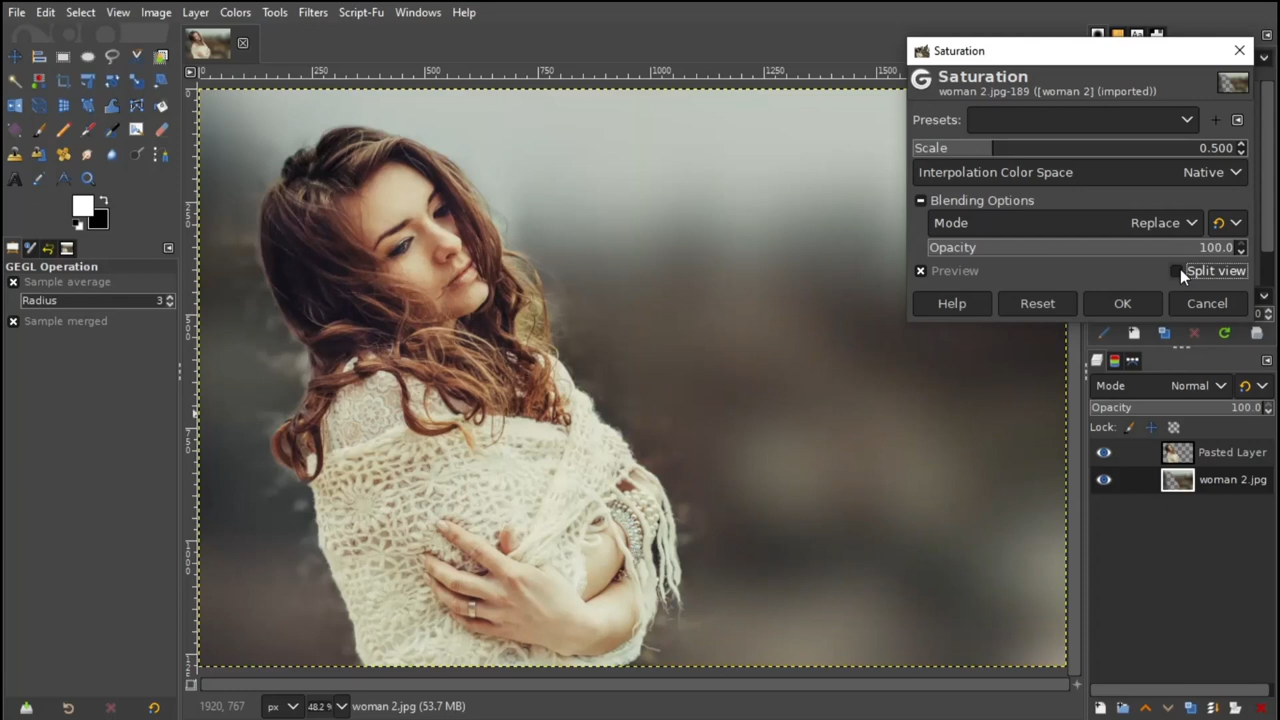 File Edit Select View Image Layer Colors Tools Filters Script-Fu Windows Help
0 250 500 750 1000 1250 1500
Saturation
Saturation
woman 2.jpg-189 ([woman 2] (imported))
Presets:
Scale 0.500
Interpolation Color Space Native
Blending Options
Mode Replace
Opacity 100.0
Preview Split view
Help Reset OK Cancel
GEGL Operation
Sample average
Radius 3
Sample merged
Mode Normal
Opacity 100.0
Lock:
Pasted Layer
woman 2.jpg
1920, 767 px 48.2 % woman 2.jpg (53.7 MB)